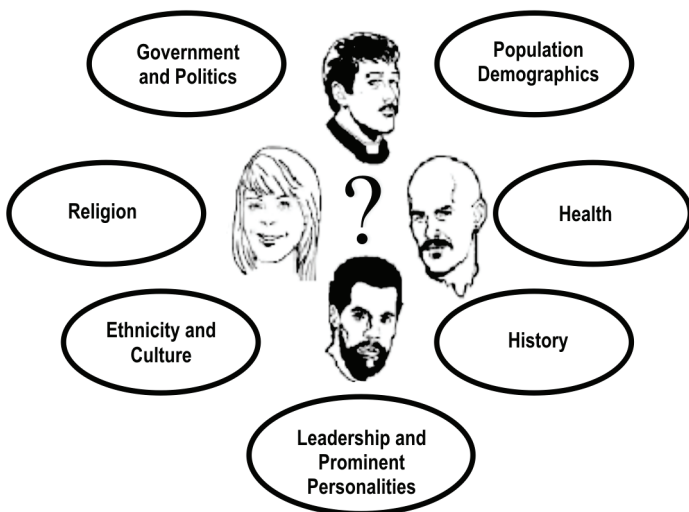 Government
and Politics
Population
Demographics
Religion
?
Health
Ethnicity and
Culture
History
Leadership and
Prominent
Personalities